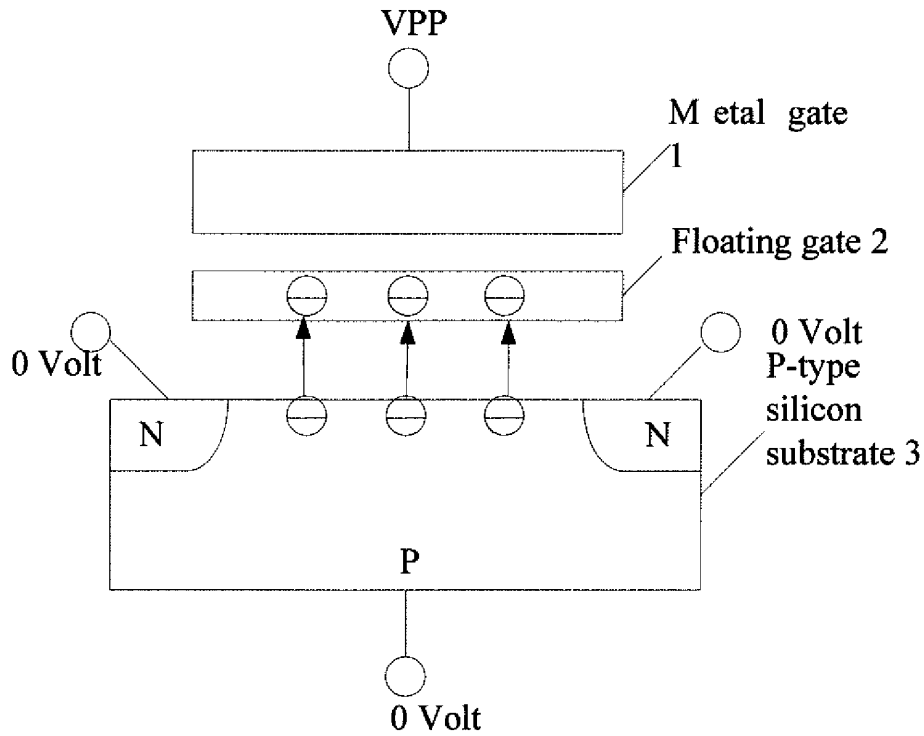 VPP
M etal gate
1
Floating gate 2
0 Volt
0 Volt
P-type
silicon
substrate 3
N
N
P
0 Volt